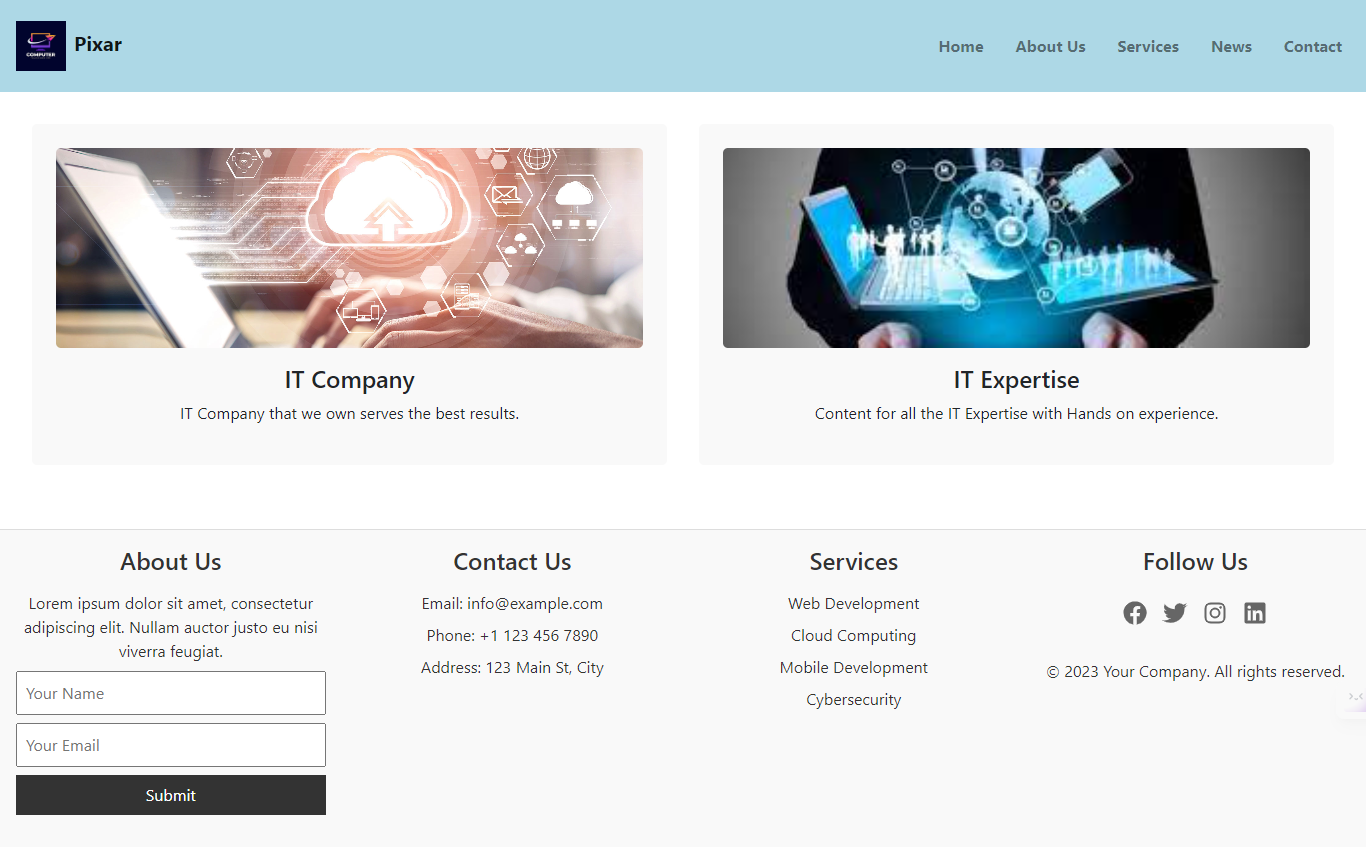 COMPUTER
Pixar
Home
About Us
Services
News
Contact
IT Company
IT Company that we own serves the best results.
IT Expertise
Content for all the IT Expertise with Hands on experience.
About Us
Lorem ipsum dolor sit amet, consectetur
adipiscing elit. Nullam auctor justo eu nisi
viverra feugiat.
Your Name
Your Email
Submit
Contact Us
Email: info@example.com
Phone: +1 123 456 7890
Address: 123 Main St, City
Services
Web Development
Cloud Computing
Mobile Development
Cybersecurity
Follow Us
© 2023 Your Company. All rights reserved.